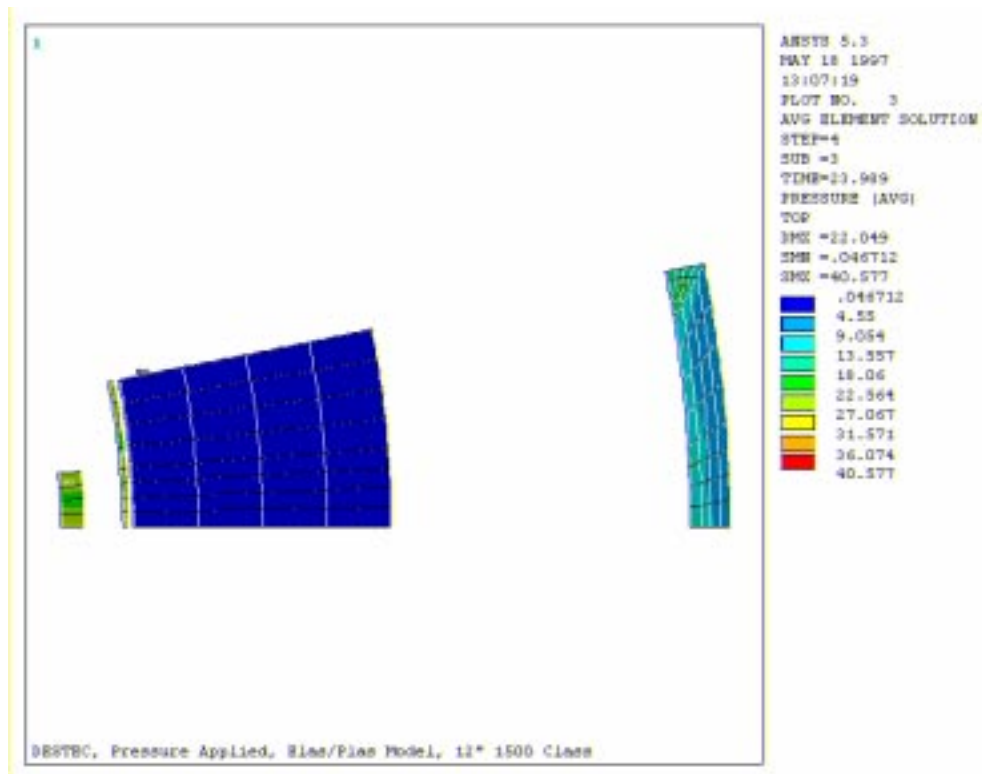 1
ANSYS 5.3
MAY 18 1997
13:07:19
PLOT NO. 3
AVG ELEMENT SOLUTION
STEP=4
SUB =3
TIME=23.989
PRESSURE (AVG)
TOP
DMX =22.049
SMN =.046712
SMX =40.577
.046712
4.55
9.054
13.557
18.06
22.564
27.067
31.571
36.074
40.577
DESTEC, Pressure Applied, Elas/Plas Model, 12" 1500 Class